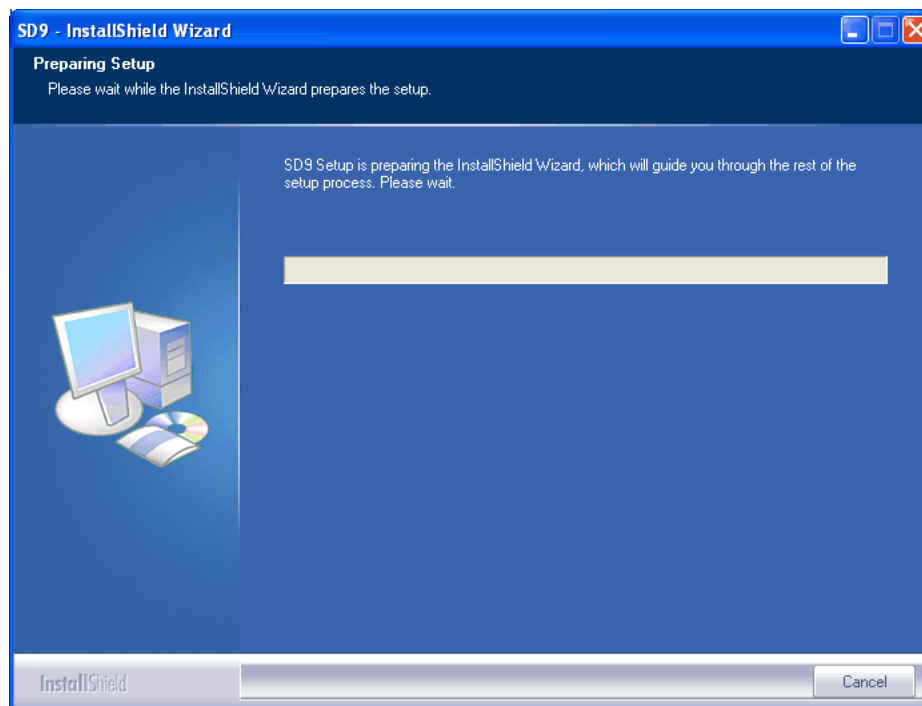 SD9 - InstallShield Wizard
Preparing Setup
Please wait while the InstallShield Wizard prepares the setup.
SD9 Setup is preparing the InstallShield Wizard, which will guide you through the rest of the
setup process. Please wait.
InstallShield
Cancel